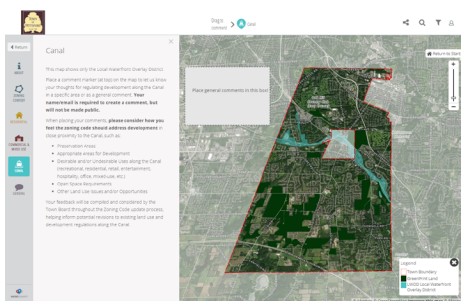 Drag to
comment
Canal
Return
Return to Start
ABOUT
ZONING
CONTEXT
RESIDENTIAL
COMMERCIAL &
MIXED USE
CANAL
GENERAL
Canal
This map shows only the Local Waterfront Overlay District.
Place a comment marker (at top) on the map to let us know
your thoughts for regulating development along the Canal
in a specific area or as a general comment. Your
name/email is required to create a comment, but
will not be made public.
When placing your comments, please consider how you
feel the zoning code should address development in
close proximity to the Canal, such as:
• Preservation Areas
• Appropriate Areas for Development
• Desirable and/or Undesirable Uses along the Canal
(recreational, residential, retail, entertainment,
hospitality, office, mixed-use, etc.)
• Open Space Requirements
• Other Land Use Issues and/or Opportunities
Your feedback will be compiled and considered by the
Town Board throughout the Zoning Code update process,
helping inform potential revisions to existing land use and
development regulations along the Canal.
Place general comments in this box!
Legend
Town Boundary
GreenPrint Land
LWOD Local Waterfront
Overlay District